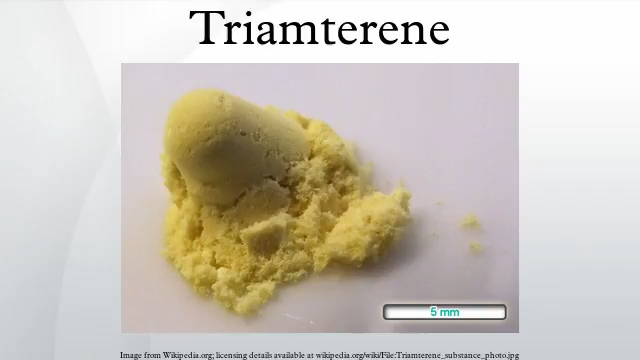 Triamterene
5 mm
Image from Wikipedia.org; licensing details available at wikipedia.org/wiki/File:Triamterene_substance_photo.jpg